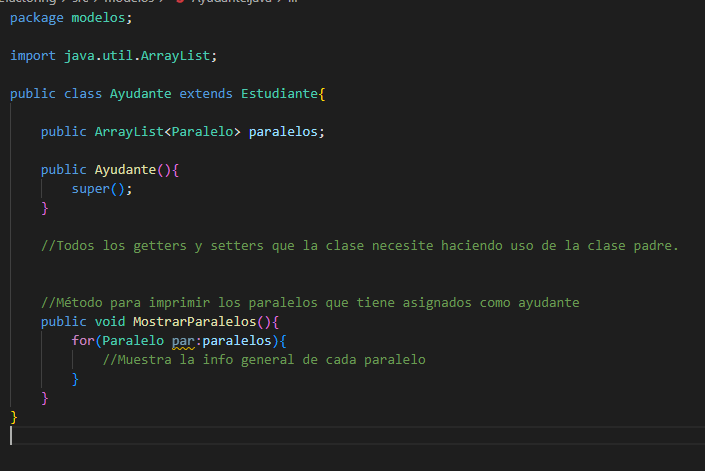 package modelos;
import java.util.ArrayList;
public class Ayudante extends Estudiante{
public ArrayList<Paralelo> paralelos;
public Ayudante(){
super();
}
//Todos los getters y setters que la clase necesite haciendo uso de la clase padre.
//Método para imprimir los paralelos que tiene asignados como ayudante
public void MostrarParalelos(){
for(Paralelo par:paralelos){
//Muestra la info general de cada paralelo
}
}
}